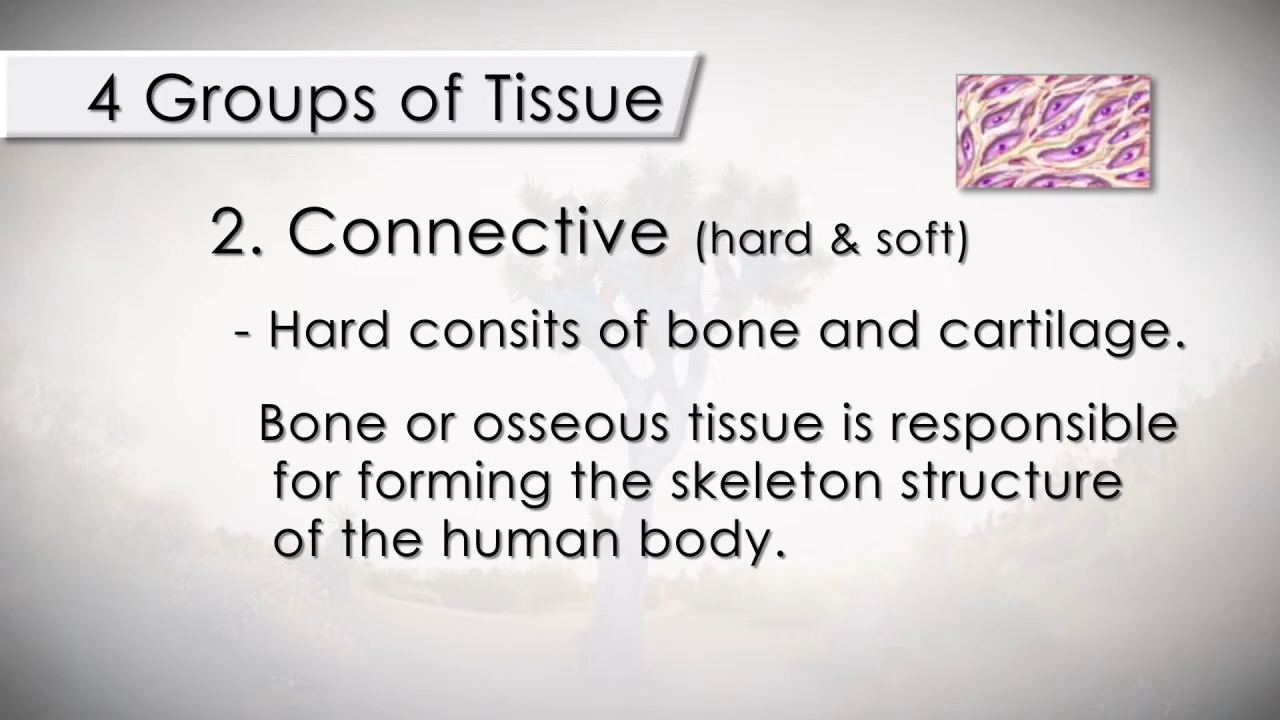 4 Groups of Tissue
2. Connective (hard & soft)
- Hard consits of bone and cartilage.
Bone or osseous tissue is responsible
for forming the skeleton structure
of the human body.